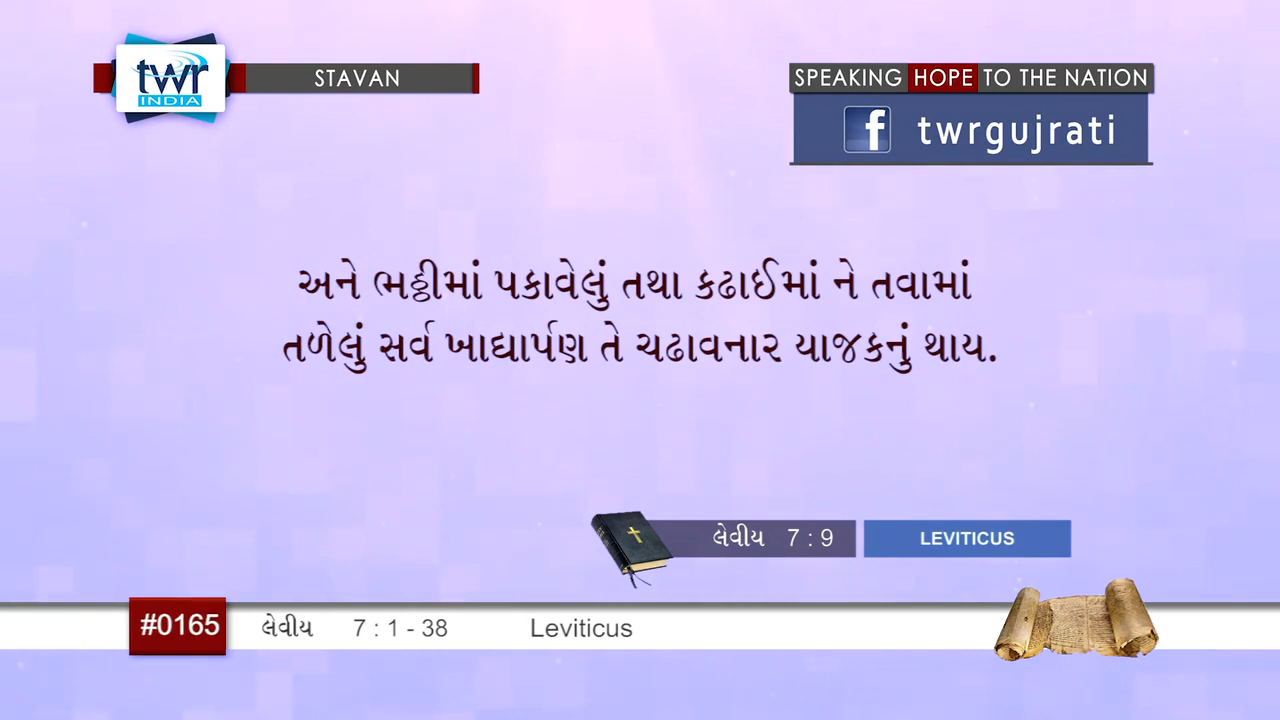 twr
INDIA
STAVAN
SPEAKING HOPE TO THE NATION
f twrgujrati
અને ભઠ્ઠીમાં પકાવેલું તથા કઢાઈમાં ને તવામાં
તળેલું સર્વ ખાદ્યાર્પણ તે ચઢાવનાર યાજકનું થાય.
લેવીય 7 : 9 LEVITICUS
#0165 લેવીય 7 : 1 - 38 Leviticus